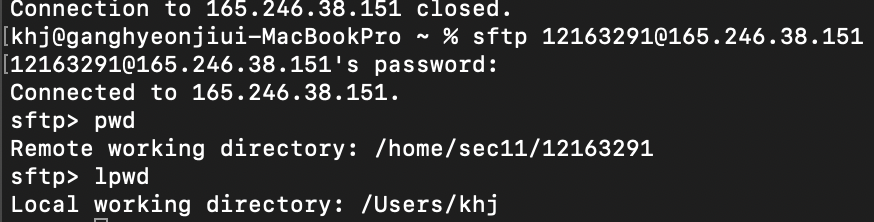 Connection to 165.246.38.151 closed.
[khj@ganghyeonjiui-MacBookPro ~ % sftp 12163291@165.246.38.151
[12163291@165.246.38.151's password:
Connected to 165.246.38.151.
sftp> pwd
Remote working directory: /home/sec11/12163291
sftp> lpwd
Local working directory: /Users/khj